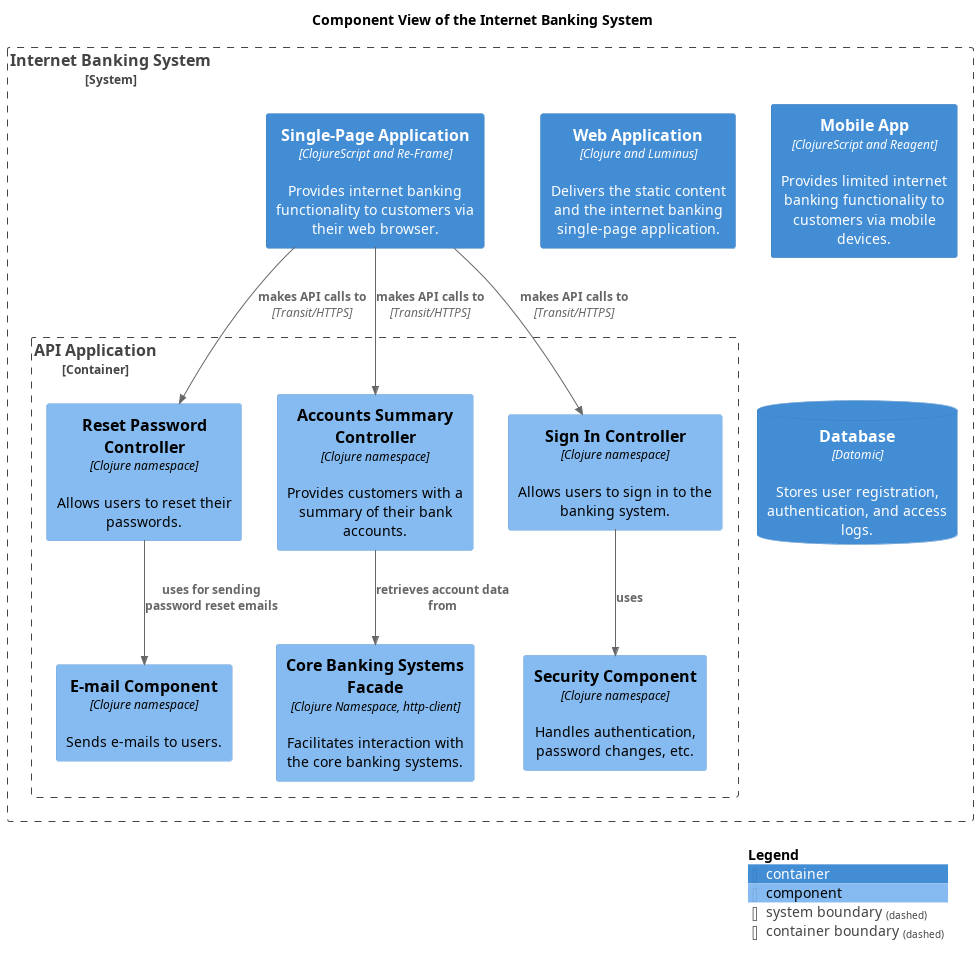 Component View of the Internet Banking System
Internet Banking System
[System]
Single-Page Application
[ClojureScript and Re-Frame]
Provides internet banking
functionality to customers via
their web browser.
Web Application
[Clojure and Luminus]
Delivers the static content
and the internet banking
single-page application.
Mobile App
[ClojureScript and Reagent]
Provides limited internet
banking functionality to
customers via mobile
devices.
makes API calls to
[Transit/HTTPS]
makes API calls to
[Transit/HTTPS]
makes API calls to
[Transit/HTTPS]
API Application
[Container]
Reset Password
Controller
[Clojure namespace]
Allows users to reset their
passwords.
Accounts Summary
Controller
[Clojure namespace]
Provides customers with a
summary of their bank
accounts.
Sign In Controller
[Clojure namespace]
Allows users to sign in to the
banking system.
Database
[Datomic]
Stores user registration,
authentication, and access
logs.
uses for sending
password reset emails
retrieves account data
from
uses
E-mail Component
[Clojure namespace]
Sends e-mails to users.
Core Banking Systems
Facade
[Clojure Namespace, http-client]
Facilitates interaction with
the core banking systems.
Security Component
[Clojure namespace]
Handles authentication,
password changes, etc.
Legend
container
component
system boundary (dashed)
container boundary (dashed)